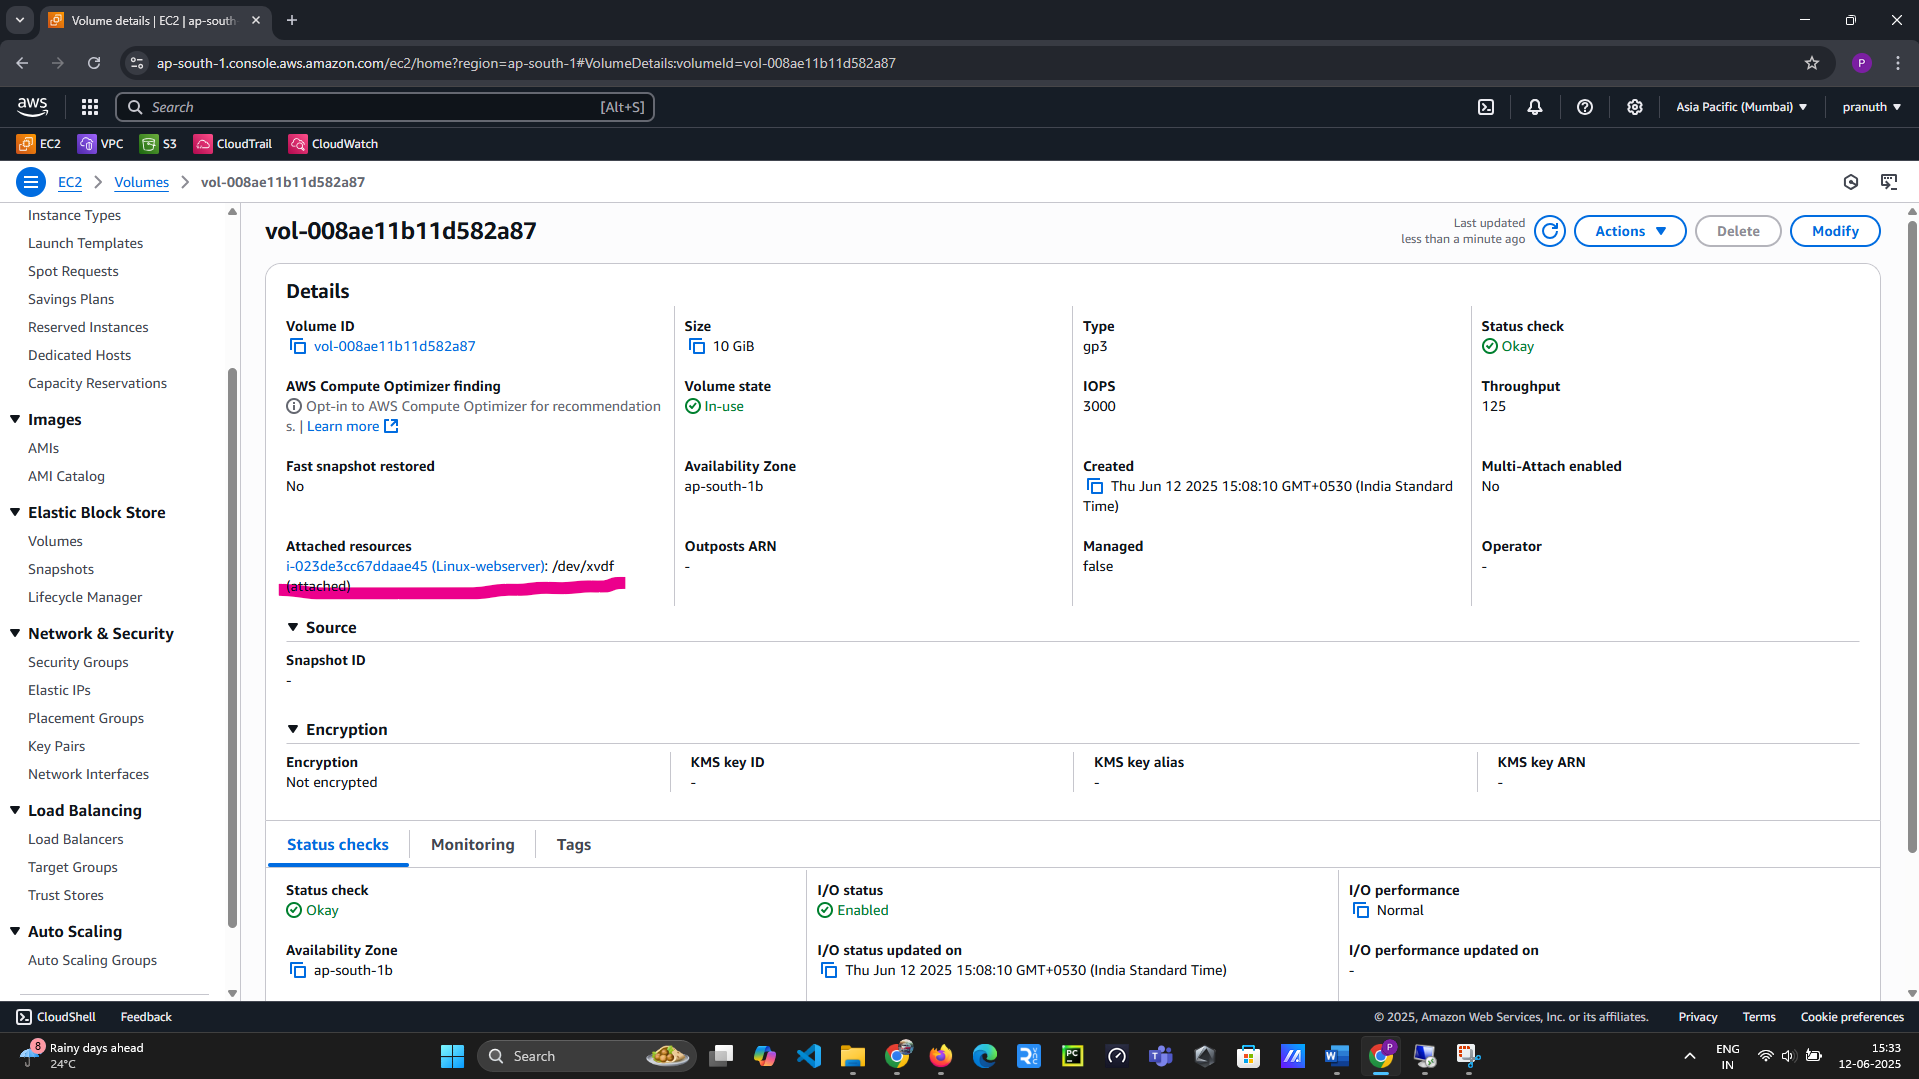 Volume details | EC2 | ap-south-
ap-south-1.console.aws.amazon.com/ec2/home?region=ap-south-1#VolumeDetails:volumeId=vol-008ae11b11d582a87
P
aws
Search
[Alt+S]
Asia Pacific (Mumbai)
pranuth
EC2
VPC
S3
CloudTrail
CloudWatch
EC2
Volumes
vol-008ae11b11d582a87
Instance Types
Launch Templates
Spot Requests
Savings Plans
Reserved Instances
Dedicated Hosts
Capacity Reservations
Images
AMIs
AMI Catalog
Elastic Block Store
Volumes
Snapshots
Lifecycle Manager
Network & Security
Security Groups
Elastic IPs
Placement Groups
Key Pairs
Network Interfaces
Load Balancing
Load Balancers
Target Groups
Trust Stores
Auto Scaling
Auto Scaling Groups
vol-008ae11b11d582a87
Last updated
less than a minute ago
Actions
Delete
Modify
Details
Volume ID
vol-008ae11b11d582a87
Size
10 GiB
Type
gp3
Status check
Okay
AWS Compute Optimizer finding
Opt-in to AWS Compute Optimizer for recommendation
s. | Learn more
Volume state
In-use
IOPS
3000
Throughput
125
Fast snapshot restored
No
Availability Zone
ap-south-1b
Created
Thu Jun 12 2025 15:08:10 GMT+0530 (India Standard
Time)
Multi-Attach enabled
No
Attached resources
i-023de3cc67ddaae45 (Linux-webserver): /dev/xvdf
(attached)
Outposts ARN
-
Managed
false
Operator
-
Source
Snapshot ID
-
Encryption
Encryption
Not encrypted
KMS key ID
-
KMS key alias
-
KMS key ARN
-
Status checks
Monitoring
Tags
Status check
Okay
I/O status
Enabled
I/O performance
Normal
Availability Zone
ap-south-1b
I/O status updated on
Thu Jun 12 2025 15:08:10 GMT+0530 (India Standard Time)
I/O performance updated on
-
CloudShell
Feedback
© 2025, Amazon Web Services, Inc. or its affiliates.
Privacy
Terms
Cookie preferences
8
Rainy days ahead
24°C
Search
PC
P
ENG
IN
15:33
12-06-2025